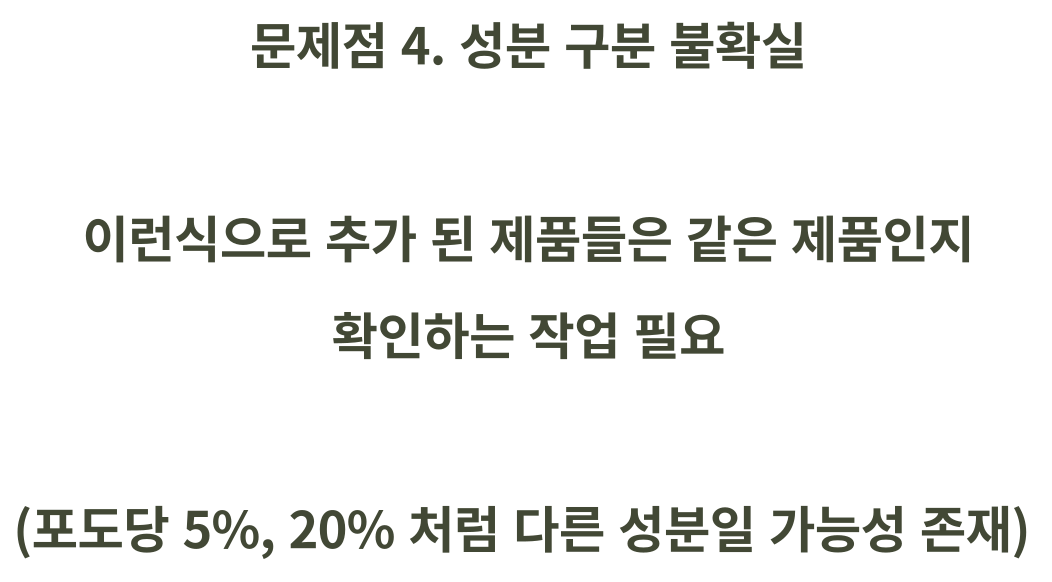 문제점 4. 성분 구분 불확실
이런식으로 추가 된 제품들은 같은 제품인지
확인하는 작업 필요
(포도당 5%, 20% 처럼 다른 성분일 가능성 존재)